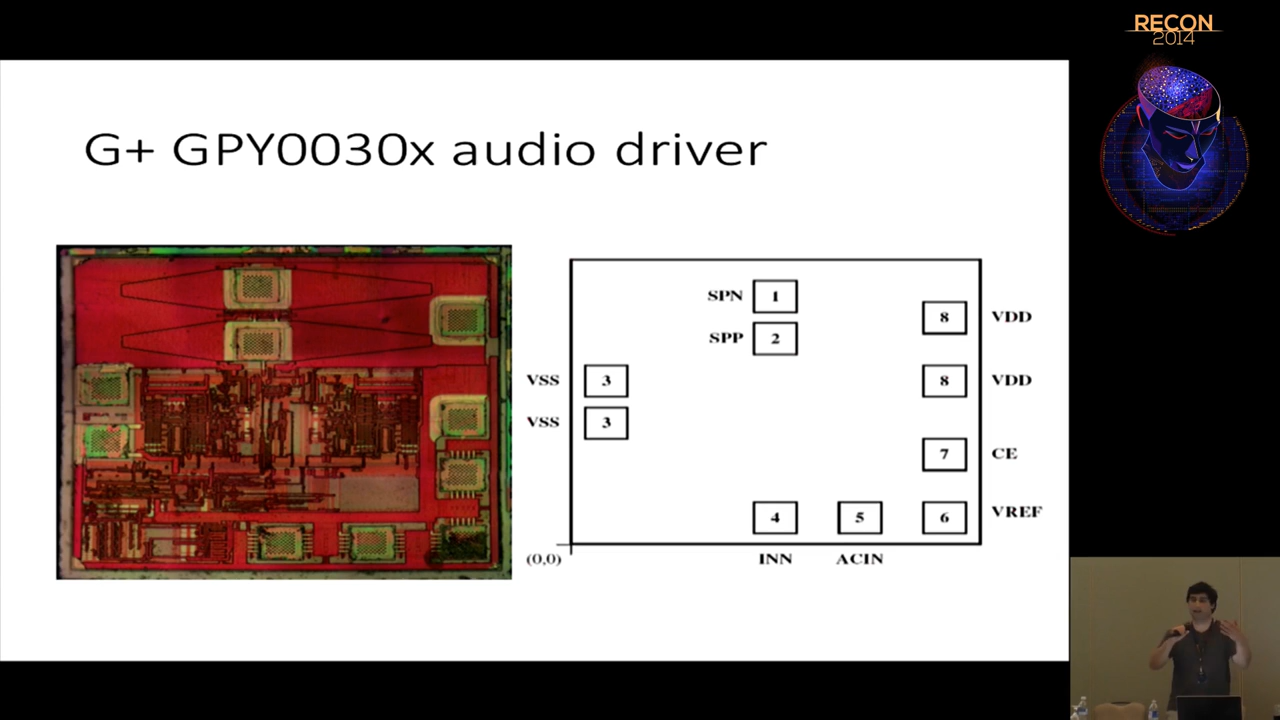 RECON
2014
G+ GPY0030x audio driver
SPN 1
SPP 2
8 VDD
VSS 3
8 VDD
VSS 3
7 CE
4
5
6 VREF
(0,0)
INN
ACIN